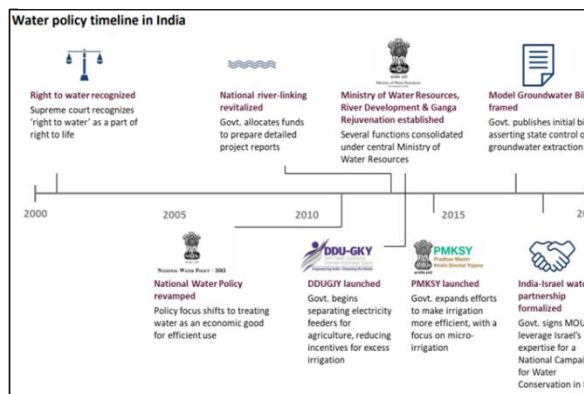 Water policy timeline in India
Right to water recognized
Supreme court recognizes
'right to water' as a part of
right to life
National river-linking
revitalized
Govt. allocates funds
to prepare detailed
project reports
Ministry of Water Resources,
River Development & Ganga
Rejuvenation established
Several functions consolidated
under central Ministry of
Water Resources
Model Groundwater Bil
framed
Govt. publishes initial bi
asserting state control o
groundwater extraction
2000
2005
2010
2015
20
NATIONAL WATER POLICY - 2002
National Water Policy
revamped
Policy focus shifts to treating
water as an economic good
for efficient use
DDU-GKY
DDUGJY launched
Govt. begins
separating electricity
feeders for
agriculture, reducing
incentives for excess
irrigation
PMKSY
Pradhan Mantri
Krishi Sinchai Yojana
PMKSY launched
Govt. expands efforts
to make irrigation
more efficient, with a
focus on micro-
irrigation
India-Israel wate
partnership
formalized
Govt. signs MOU
leverage Israel's
expertise for a
National Campai
for Water
Conservation in I